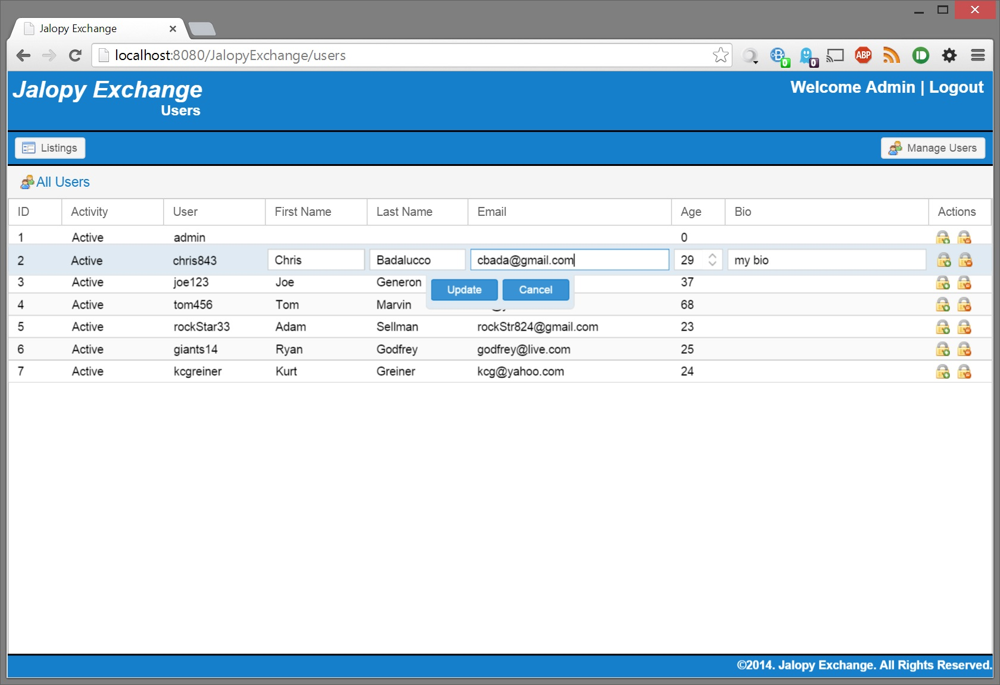 Jalopy Exchange
localhost:8080/JalopyExchange/users
0
0
ABP
Jalopy Exchange
Users
Welcome Admin | Logout
Listings
Manage Users
All Users
ID Activity User First Name Last Name Email Age Bio Actions
1 Active admin 0
2 Active chris843 Chris Badalucco cbada@gmail.com 29 my bio
3 Active joe123 Joe Generon 37
Update Cancel
4 Active tom456 Tom Marvin 68
5 Active rockStar33 Adam Sellman rockStr824@gmail.com 23
6 Active giants14 Ryan Godfrey godfrey@live.com 25
7 Active kcgreiner Kurt Greiner kcg@yahoo.com 24
©2014. Jalopy Exchange. All Rights Reserved.